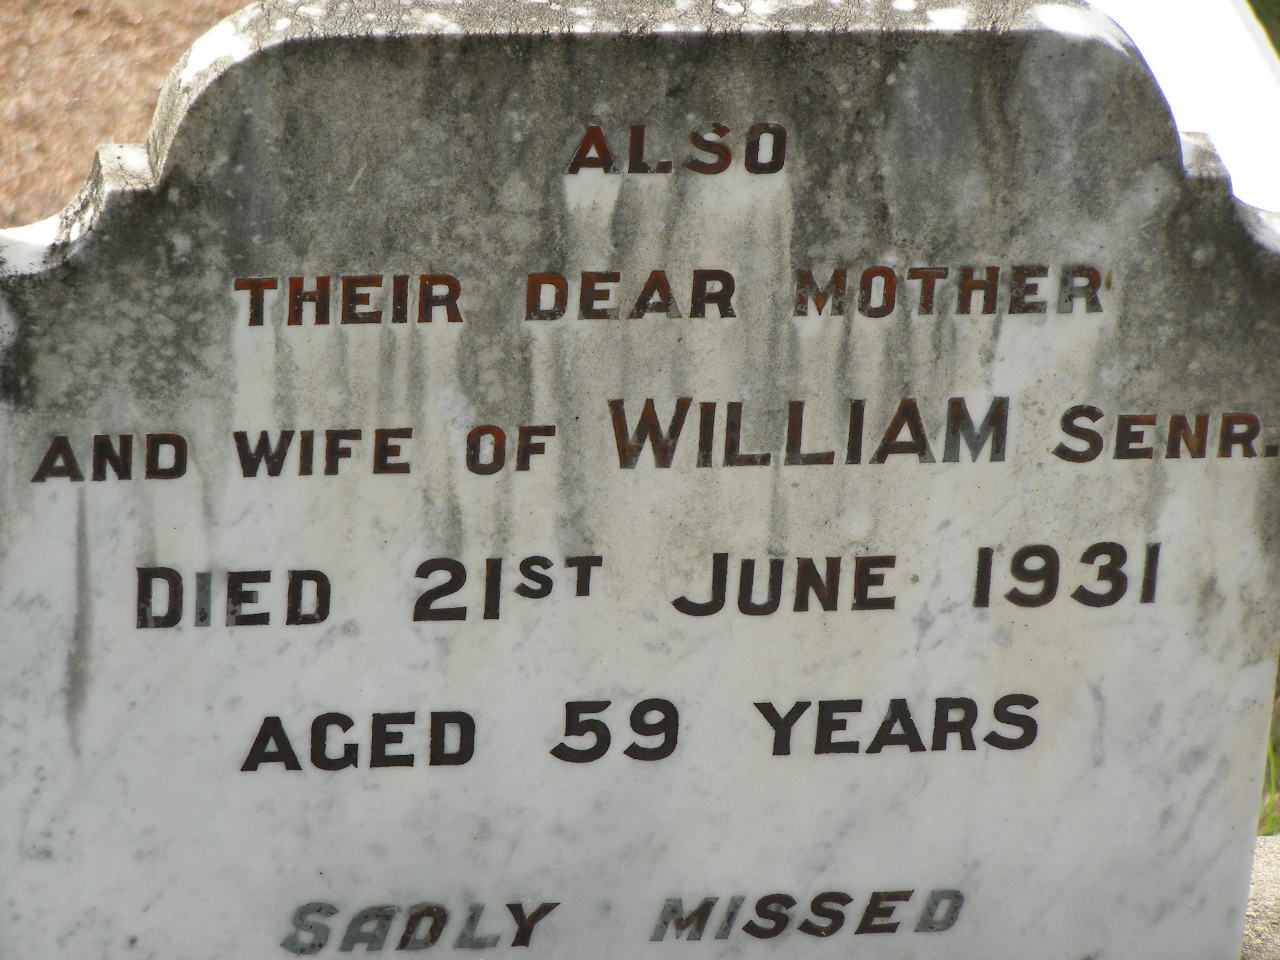 ALSO
THEIR DEAR MOTHER
AND WIFE OF WILLIAM SENR.
DIED 21ST JUNE 1931
AGED 59 YEARS
SADLY MISSED